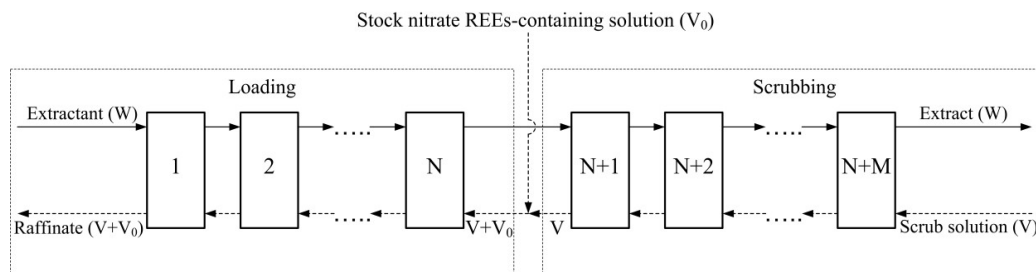 Stock nitrate REEs-containing solution (V₀)
Loading
Scrubbing
Extractant (W)
Extract (W)
1
2
.....
N
N+1
N+2
.....
N+M
.....
.....
Raffinate (V+V₀)
V+V₀
V
Scrub solution (V)